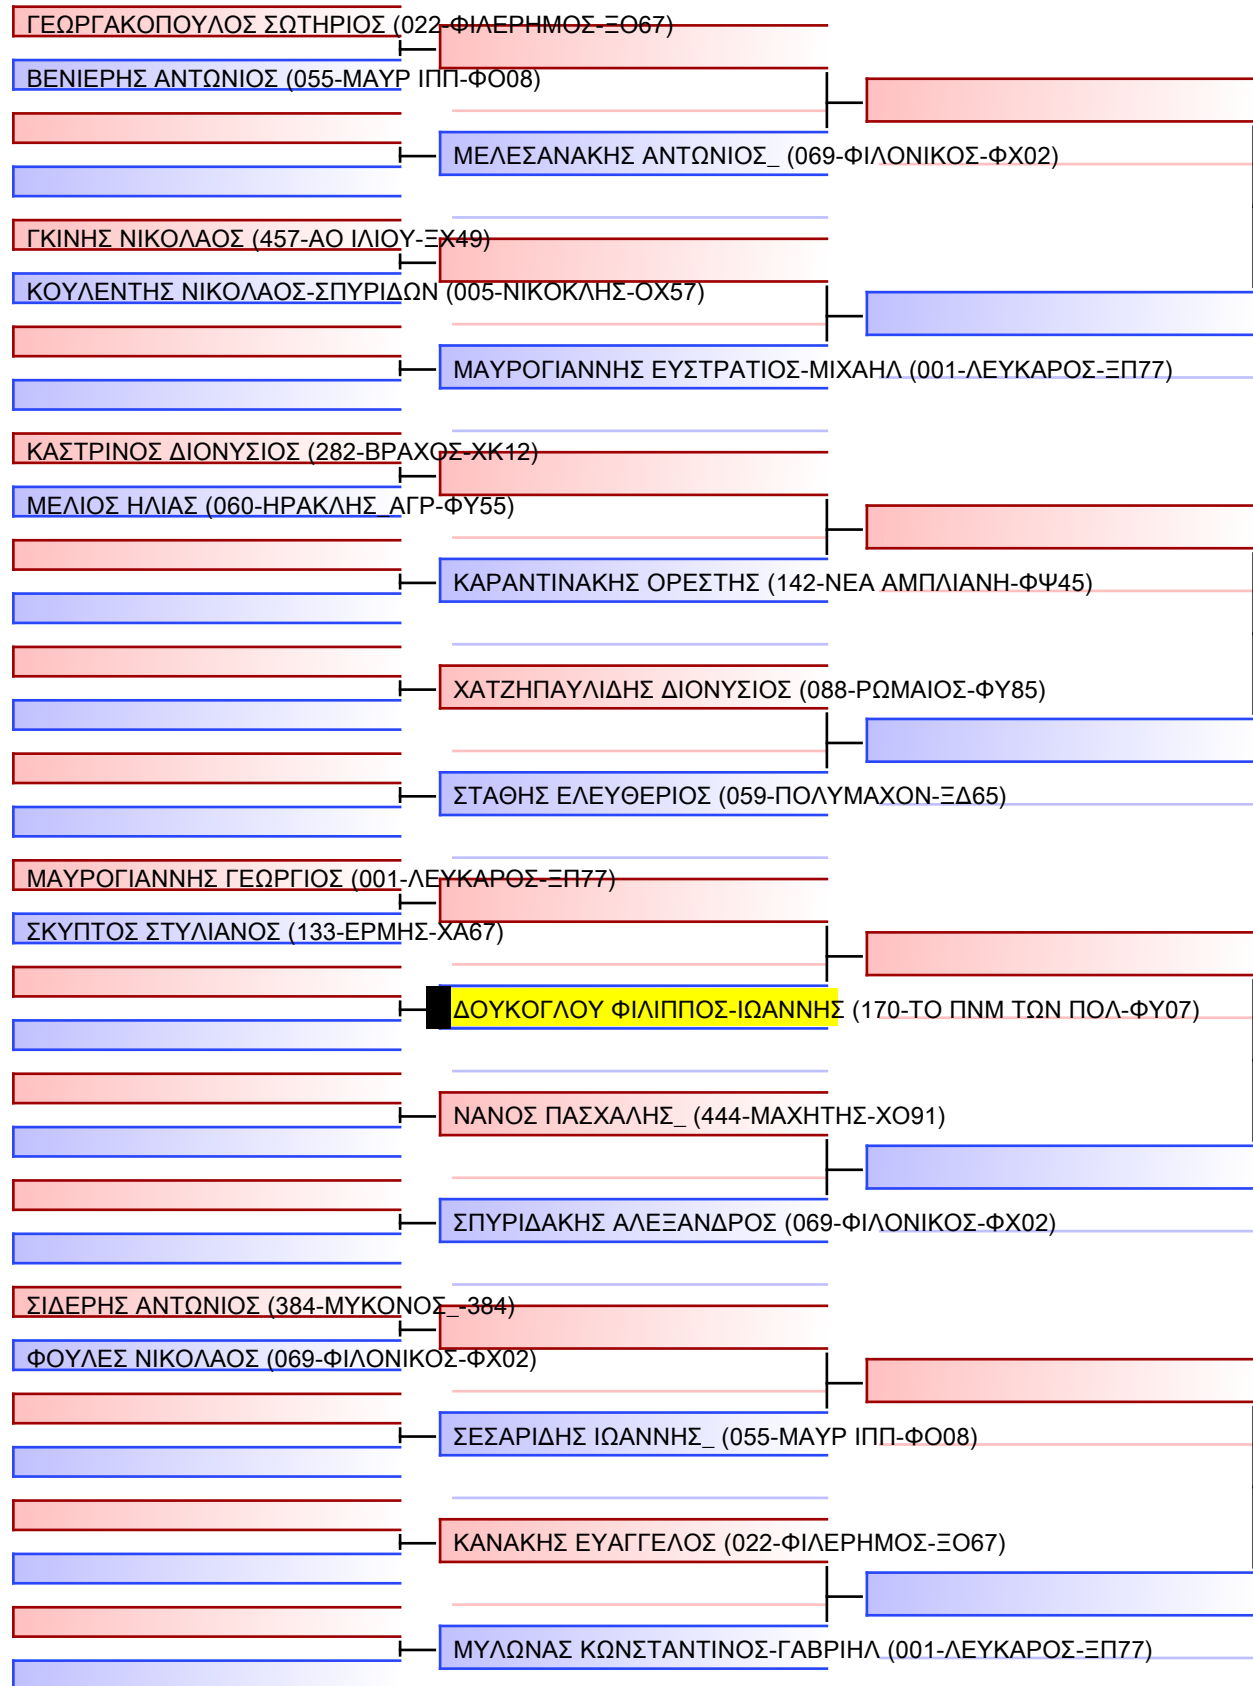 ΓΕΩΡΓΑΚΟΠΟΥΛΟΣ ΣΩΤΗΡΙΟΣ (022-ΦΙΛΕΡΗΜΟΣ-ΞΟ67)
ΒΕΝΙΕΡΗΣ ΑΝΤΩΝΙΟΣ (055-ΜΑΥΡ ΙΠΠ-ΦΟ08)
ΜΕΛΕΣΑΝΑΚΗΣ ΑΝΤΩΝΙΟΣ_ (069-ΦΙΛΟΝΙΚΟΣ-ΦΧ02)
ΓΚΙΝΗΣ ΝΙΚΟΛΑΟΣ (457-ΑΟ ΙΛΙΟΥ-ΞΧ49)
ΚΟΥΛΕΝΤΗΣ ΝΙΚΟΛΑΟΣ-ΣΠΥΡΙΔΩΝ (005-ΝΙΚΟΚΛΗΣ-ΟΧ57)
ΜΑΥΡΟΓΙΑΝΝΗΣ ΕΥΣΤΡΑΤΙΟΣ-ΜΙΧΑΗΛ (001-ΛΕΥΚΑΡΟΣ-ΞΠ77)
ΚΑΣΤΡΙΝΟΣ ΔΙΟΝΥΣΙΟΣ (282-ΒΡΑΧΟΣ-ΧΚ12)
ΜΕΛΙΟΣ ΗΛΙΑΣ (060-ΗΡΑΚΛΗΣ_ΑΓΡ-ΦΥ55)
ΚΑΡΑΝΤΙΝΑΚΗΣ ΟΡΕΣΤΗΣ (142-ΝΕΑ ΑΜΠΛΙΑΝΗ-ΦΨ45)
ΧΑΤΖΗΠΑΥΛΙΔΗΣ ΔΙΟΝΥΣΙΟΣ (088-ΡΩΜΑΙΟΣ-ΦΥ85)
ΣΤΑΘΗΣ ΕΛΕΥΘΕΡΙΟΣ (059-ΠΟΛΥΜΑΧΟΝ-ΞΔ65)
ΜΑΥΡΟΓΙΑΝΝΗΣ ΓΕΩΡΓΙΟΣ (001-ΛΕΥΚΑΡΟΣ-ΞΠ77)
ΣΚΥΠΤΟΣ ΣΤΥΛΙΑΝΟΣ (133-ΕΡΜΗΣ-ΧΑ67)
ΔΟΥΚΟΓΛΟΥ ΦΙΛΙΠΠΟΣ-ΙΩΑΝΝΗΣ (170-ΤΟ ΠΝΜ ΤΩΝ ΠΟΛ-ΦΥ07)
ΝΑΝΟΣ ΠΑΣΧΑΛΗΣ_ (444-ΜΑΧΗΤΗΣ-ΧΟ91)
ΣΠΥΡΙΔΑΚΗΣ ΑΛΕΞΑΝΔΡΟΣ (069-ΦΙΛΟΝΙΚΟΣ-ΦΧ02)
ΣΙΔΕΡΗΣ ΑΝΤΩΝΙΟΣ (384-ΜΥΚΟΝΟΣ_-384)
ΦΟΥΛΕΣ ΝΙΚΟΛΑΟΣ (069-ΦΙΛΟΝΙΚΟΣ-ΦΧ02)
ΣΕΣΑΡΙΔΗΣ ΙΩΑΝΝΗΣ_ (055-ΜΑΥΡ ΙΠΠ-ΦΟ08)
ΚΑΝΑΚΗΣ ΕΥΑΓΓΕΛΟΣ (022-ΦΙΛΕΡΗΜΟΣ-ΞΟ67)
ΜΥΛΩΝΑΣ ΚΩΝΣΤΑΝΤΙΝΟΣ-ΓΑΒΡΙΗΛ (001-ΛΕΥΚΑΡΟΣ-ΞΠ77)